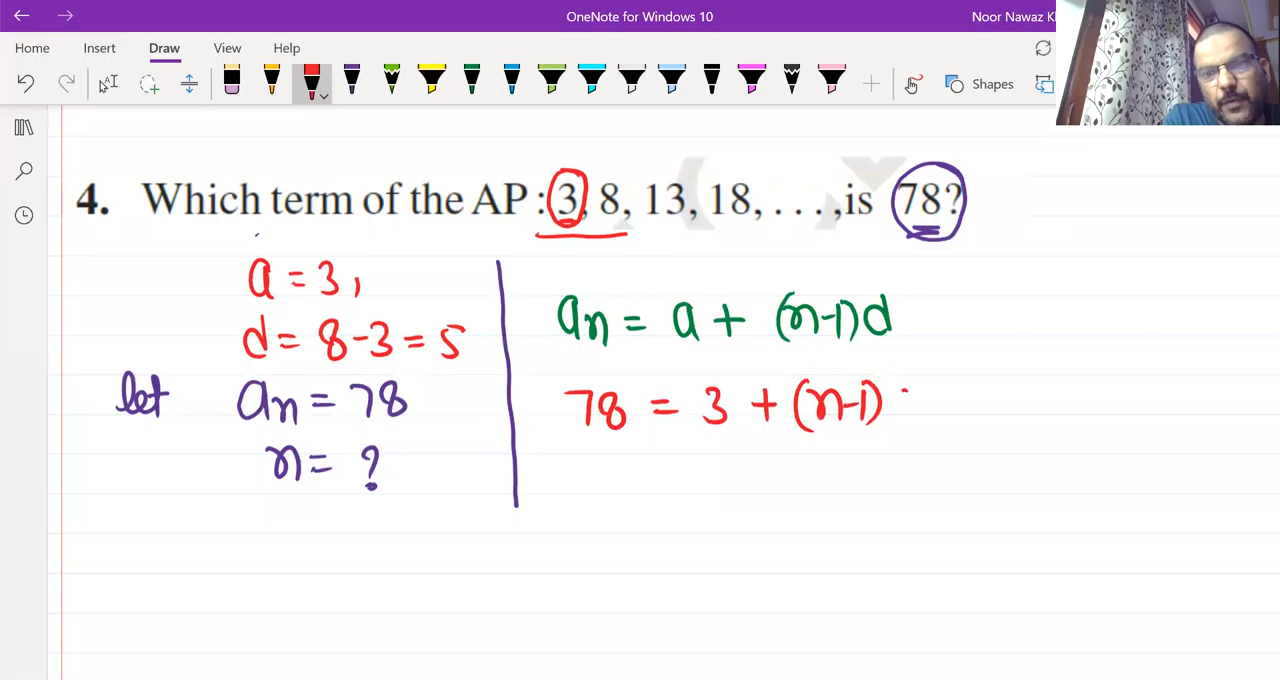 OneNote for Windows 10
Noor Nawaz Kh
Home Insert Draw View Help
Shapes
4. Which term of the AP : 3, 8, 13, 18, . . . ,is 78?
a = 3,
d = 8 - 3 = 5
let an = 78
n = ?
an = a + (n-1)d
78 = 3 + (n-1)